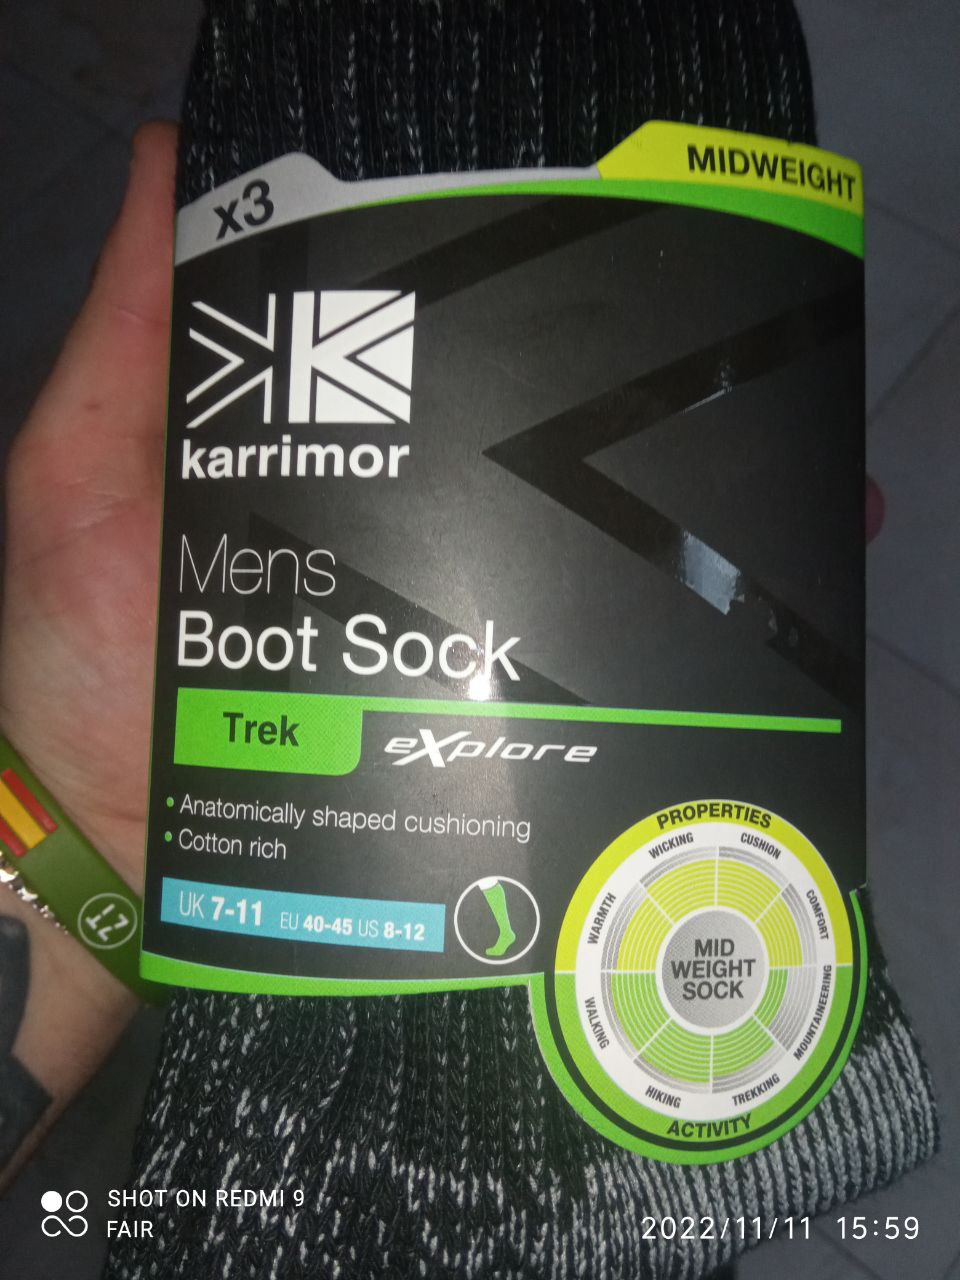 x3
MIDWEIGHT
karrimor
Mens
Boot Sock
Trek
eXplore
• Anatomically shaped cushioning
• Cotton rich
UK 7-11 EU 40-45 US 8-12
PROPERTIES
WARMTH
WICKING
CUSHION
COMFORT
MID
WEIGHT
SOCK
WALKING
HIKING
TREKKING
MOUNTAINEERING
ACTIVITY
SHOT ON REDMI 9
FAIR
2022/11/11 15:59